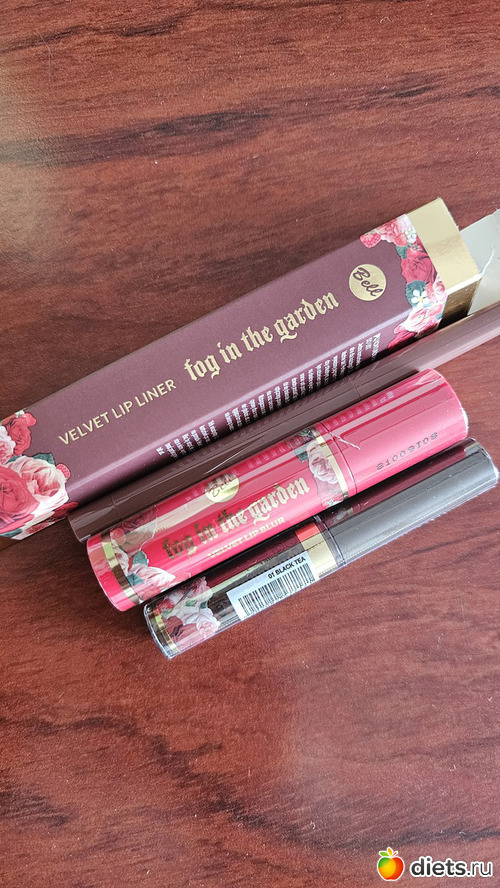 Bell
fog in the garden
VELVET LIP LINER
Bell
fog in the garden
VELVET LIP BLUR
01 BLACK TEA
diets.ru